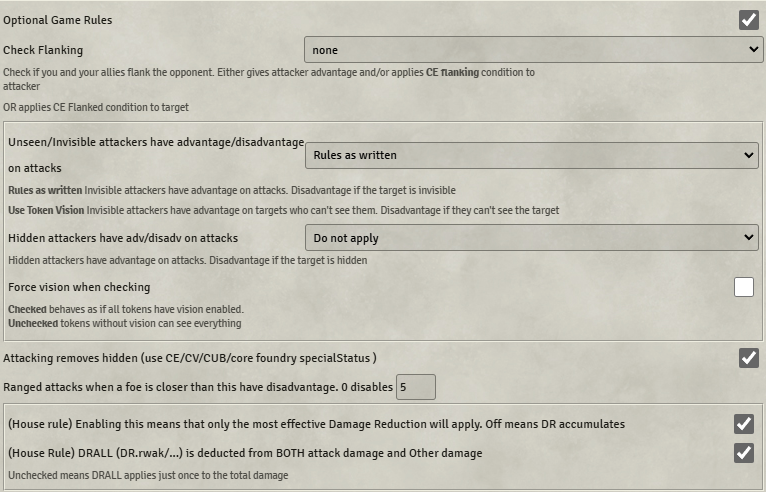 Optional Game Rules
Check Flanking
none
Check if you and your allies flank the opponent. Either gives attacker advantage and/or applies CE flanking condition to
attacker
OR applies CE Flanked condition to target
Unseen/Invisible attackers have advantage/disadvantage
on attacks
Rules as written
Rules as written Invisible attackers have advantage on attacks. Disadvantage if the target is invisible
Use Token Vision Invisible attackers have advantage on targets who can't see them. Disadvantage if they can't see the target
Hidden attackers have adv/disadv on attacks
Do not apply
Hidden attackers have advantage on attacks. Disadvantage if the target is hidden
Force vision when checking
Checked behaves as if all tokens have vision enabled.
Unchecked tokens without vision can see everything
Attacking removes hidden (use CE/CV/CUB/core foundry specialStatus )
Ranged attacks when a foe is closer than this have disadvantage. 0 disables 5
(House rule) Enabling this means that only the most effective Damage Reduction will apply. Off means DR accumulates
(House Rule) DRALL (DR.rwak/...) is deducted from BOTH attack damage and Other damage
Unchecked means DRALL applies just once to the total damage